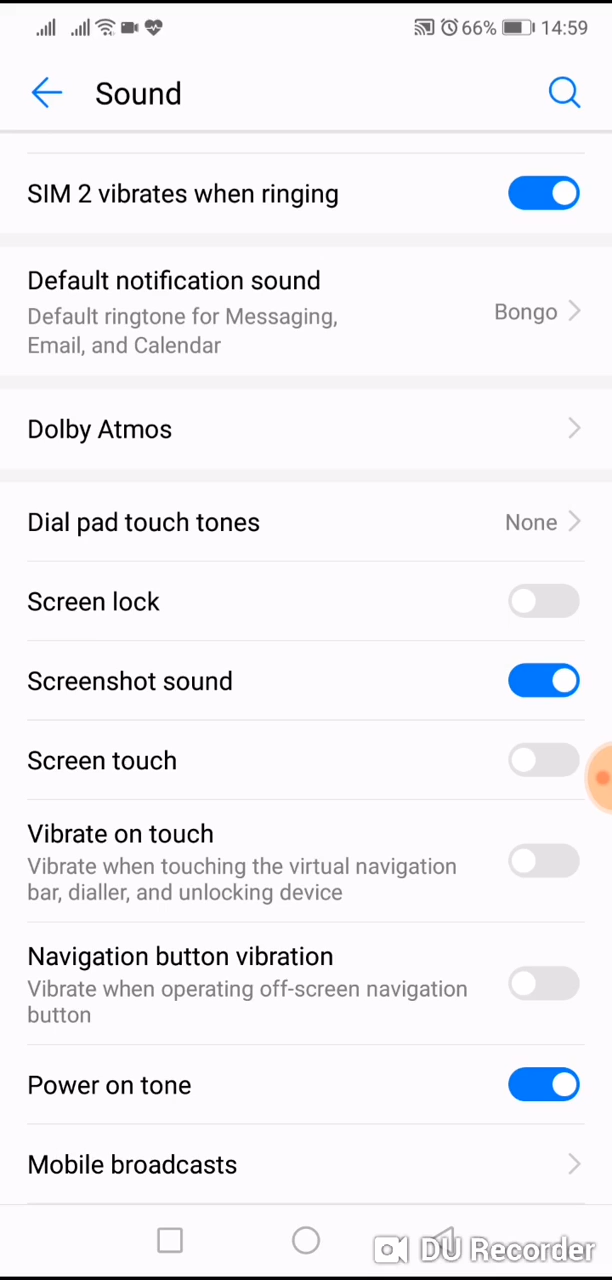 66% 14:59
Sound
SIM 2 vibrates when ringing
Default notification sound
Default ringtone for Messaging,
Email, and Calendar
Bongo
Dolby Atmos
Dial pad touch tones None
Screen lock
Screenshot sound
Screen touch
Vibrate on touch
Vibrate when touching the virtual navigation
bar, dialler, and unlocking device
Navigation button vibration
Vibrate when operating off-screen navigation
button
Power on tone
Mobile broadcasts
DU Recorder